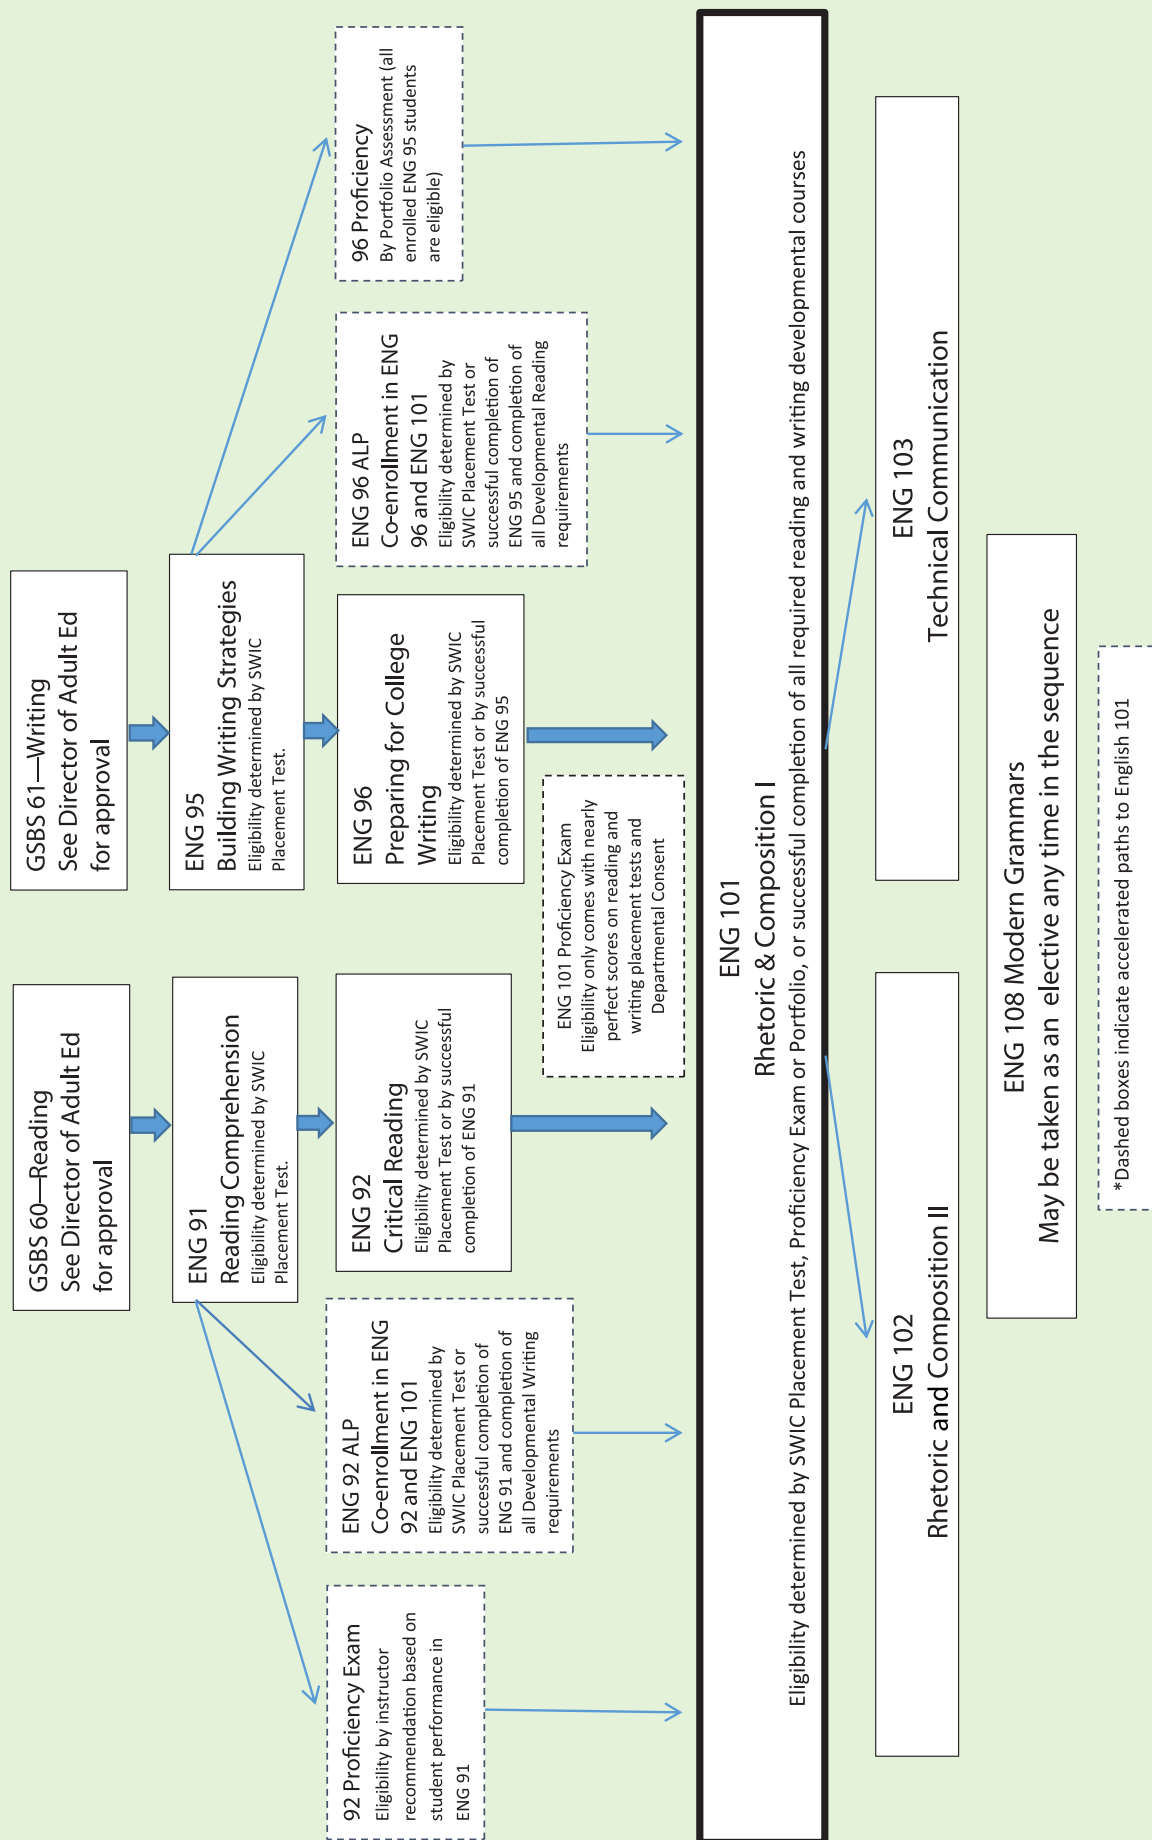 GSBS 60—Reading
See Director of Adult Ed
for approval
GSBS 61—Writing
See Director of Adult Ed
for approval
ENG 91
Reading Comprehension
Eligibility determined by SWIC
Placement Test.
ENG 95
Building Writing Strategies
Eligibility determined by SWIC
Placement Test.
92 Proficiency Exam
Eligibility by instructor
recommendation based on
student performance in
ENG 91
ENG 92 ALP
Co-enrollment in ENG
92 and ENG 101
Eligibility determined by
SWIC Placement Test or
successful completion of
ENG 91 and completion of
all Developmental Writing
requirements
ENG 92
Critical Reading
Eligibility determined by SWIC
Placement Test or by successful
completion of ENG 91
ENG 96
Preparing for College
Writing
Eligibility determined by SWIC
Placement Test or by successful
completion of ENG 95
ENG 96 ALP
Co-enrollment in ENG
96 and ENG 101
Eligibility determined by
SWIC Placement Test or
successful completion of
ENG 95 and completion of
all Developmental Reading
requirements
96 Proficiency
By Portfolio Assessment (all
enrolled ENG 95 students
are eligible)
ENG 101 Proficiency Exam
Eligibility only comes with nearly
perfect scores on reading and
writing placement tests and
Departmental Consent
ENG 101
Rhetoric & Composition I
Eligibility determined by SWIC Placement Test, Proficiency Exam or Portfolio, or successful completion of all required reading and writing developmental courses
ENG 102
Rhetoric and Composition II
ENG 103
Technical Communication
ENG 108 Modern Grammars
May be taken as an elective any time in the sequence
*Dashed boxes indicate accelerated paths to English 101